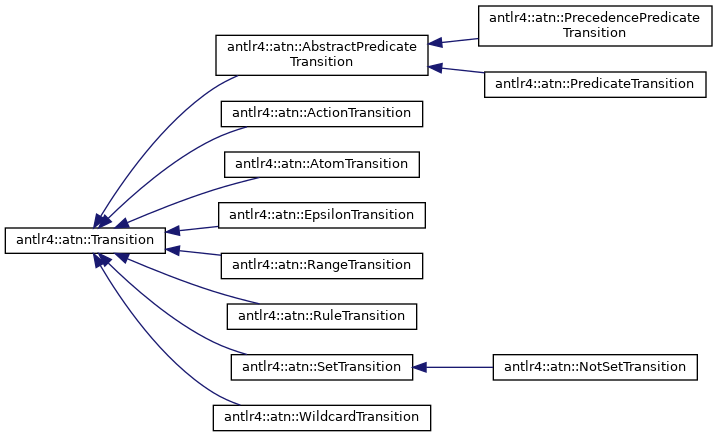 antlr4::atn::Transition
antlr4::atn::AbstractPredicate
Transition
antlr4::atn::ActionTransition
antlr4::atn::AtomTransition
antlr4::atn::EpsilonTransition
antlr4::atn::RangeTransition
antlr4::atn::RuleTransition
antlr4::atn::SetTransition
antlr4::atn::WildcardTransition
antlr4::atn::PrecedencePredicate
Transition
antlr4::atn::PredicateTransition
antlr4::atn::NotSetTransition